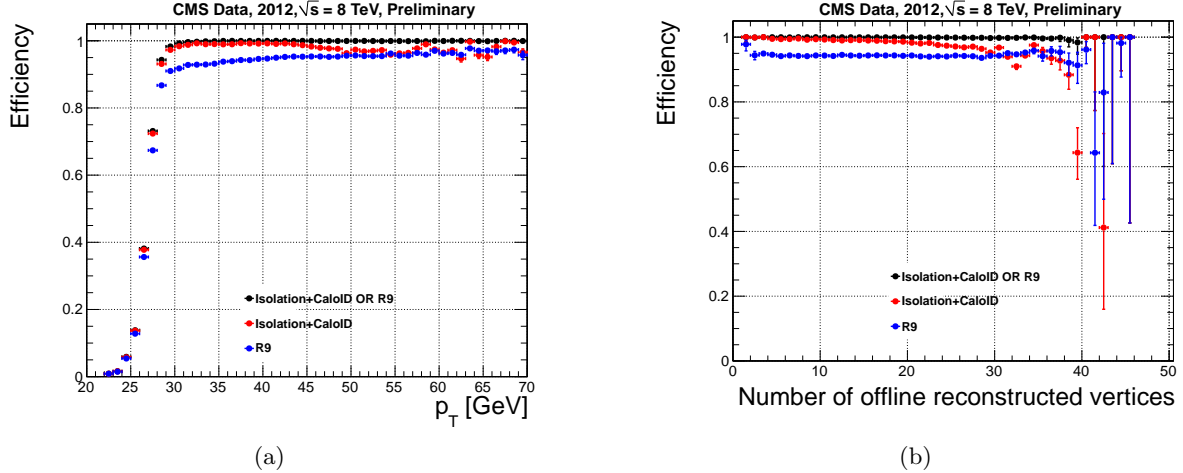 CMS Data, 2012,√s = 8 TeV, Preliminary
Efficiency
1
0.8
0.6
0.4
0.2
0
Isolation+CaloID OR R9
Isolation+CaloID
R9
20 25 30 35 40 45 50 55 60 65 70
p_T [GeV]
(a)
CMS Data, 2012,√s = 8 TeV, Preliminary
Efficiency
1
0.8
0.6
0.4
0.2
0
Isolation+CaloID OR R9
Isolation+CaloID
R9
0 10 20 30 40 50
Number of offline reconstructed vertices
(b)